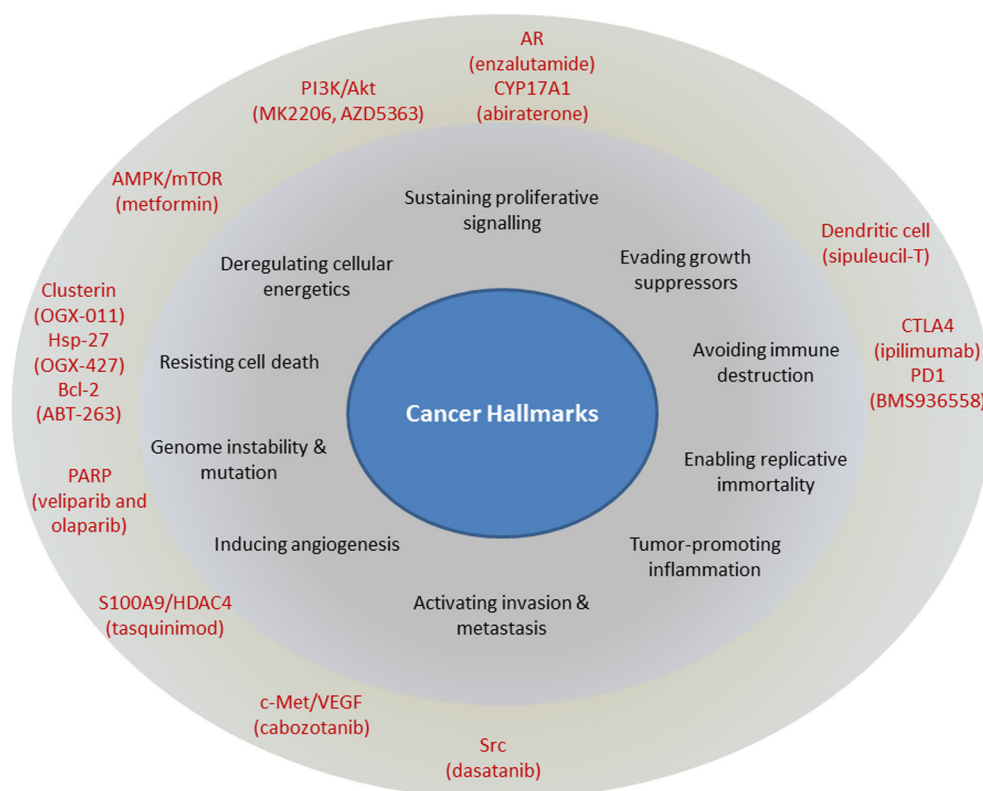 AR
(enzalutamide)
CYP17A1
(abiraterone)
PI3K/Akt
(MK2206, AZD5363)
AMPK/mTOR
(metformin)
Sustaining proliferative
signalling
Dendritic cell
(sipuleucil-T)
Deregulating cellular
energetics
Evading growth
suppressors
Clusterin
(OGX-011)
Hsp-27
(OGX-427)
Bcl-2
(ABT-263)
Resisting cell death
Avoiding immune
destruction
CTLA4
(ipilimumab)
PD1
(BMS936558)
Cancer Hallmarks
Genome instability &
mutation
Enabling replicative
immortality
PARP
(veliparib and
olaparib)
Inducing angiogenesis
Tumor-promoting
inflammation
S100A9/HDAC4
(tasquinimod)
Activating invasion &
metastasis
c-Met/VEGF
(cabozotanib)
Src
(dasatanib)